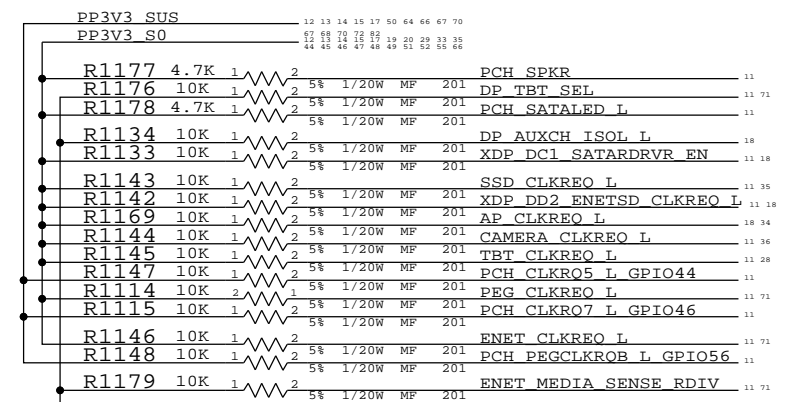 PP3V3_SUS 12 13 14 15 17 50 64 66 67 70
67 68 70 72 82
PP3V3_S0 12 13 14 15 17 19 20 29 33 35
44 45 46 47 48 49 51 52 55 66
R1177 4.7K 1 2 PCH_SPKR 11
5% 1/20W MF 201
R1176 10K 1 2 DP_TBT_SEL 11 71
5% 1/20W MF 201
R1178 4.7K 1 2 PCH_SATALED_L 11
5% 1/20W MF 201
R1134 10K 1 2 DP_AUXCH_ISOL_L 18
5% 1/20W MF 201
R1133 10K 1 2 XDP_DC1_SATARDRVR_EN 11 18
5% 1/20W MF 201
R1143 10K 1 2 SSD_CLKREQ_L 11 35
5% 1/20W MF 201
R1142 10K 1 2 XDP_DD2_ENETSD_CLKREQ_L 11 18
5% 1/20W MF 201
R1169 10K 1 2 AP_CLKREQ_L 18 34
5% 1/20W MF 201
R1144 10K 1 2 CAMERA_CLKREQ_L 11 36
5% 1/20W MF 201
R1145 10K 1 2 TBT_CLKREQ_L 11 28
5% 1/20W MF 201
R1147 10K 1 2 PCH_CLKRQ5_L_GPIO44 11
5% 1/20W MF 201
R1114 10K 2 1 PEG_CLKREQ_L 11 71
5% 1/20W MF 201
R1115 10K 1 2 PCH_CLKRQ7_L_GPIO46 11
5% 1/20W MF 201
R1146 10K 1 2 ENET_CLKREQ_L 11 71
5% 1/20W MF 201
R1148 10K 1 2 PCH_PEGCLKRQB_L_GPIO56 11
5% 1/20W MF 201
R1179 10K 1 2 ENET_MEDIA_SENSE_RDIV 11 71
5% 1/20W MF 201